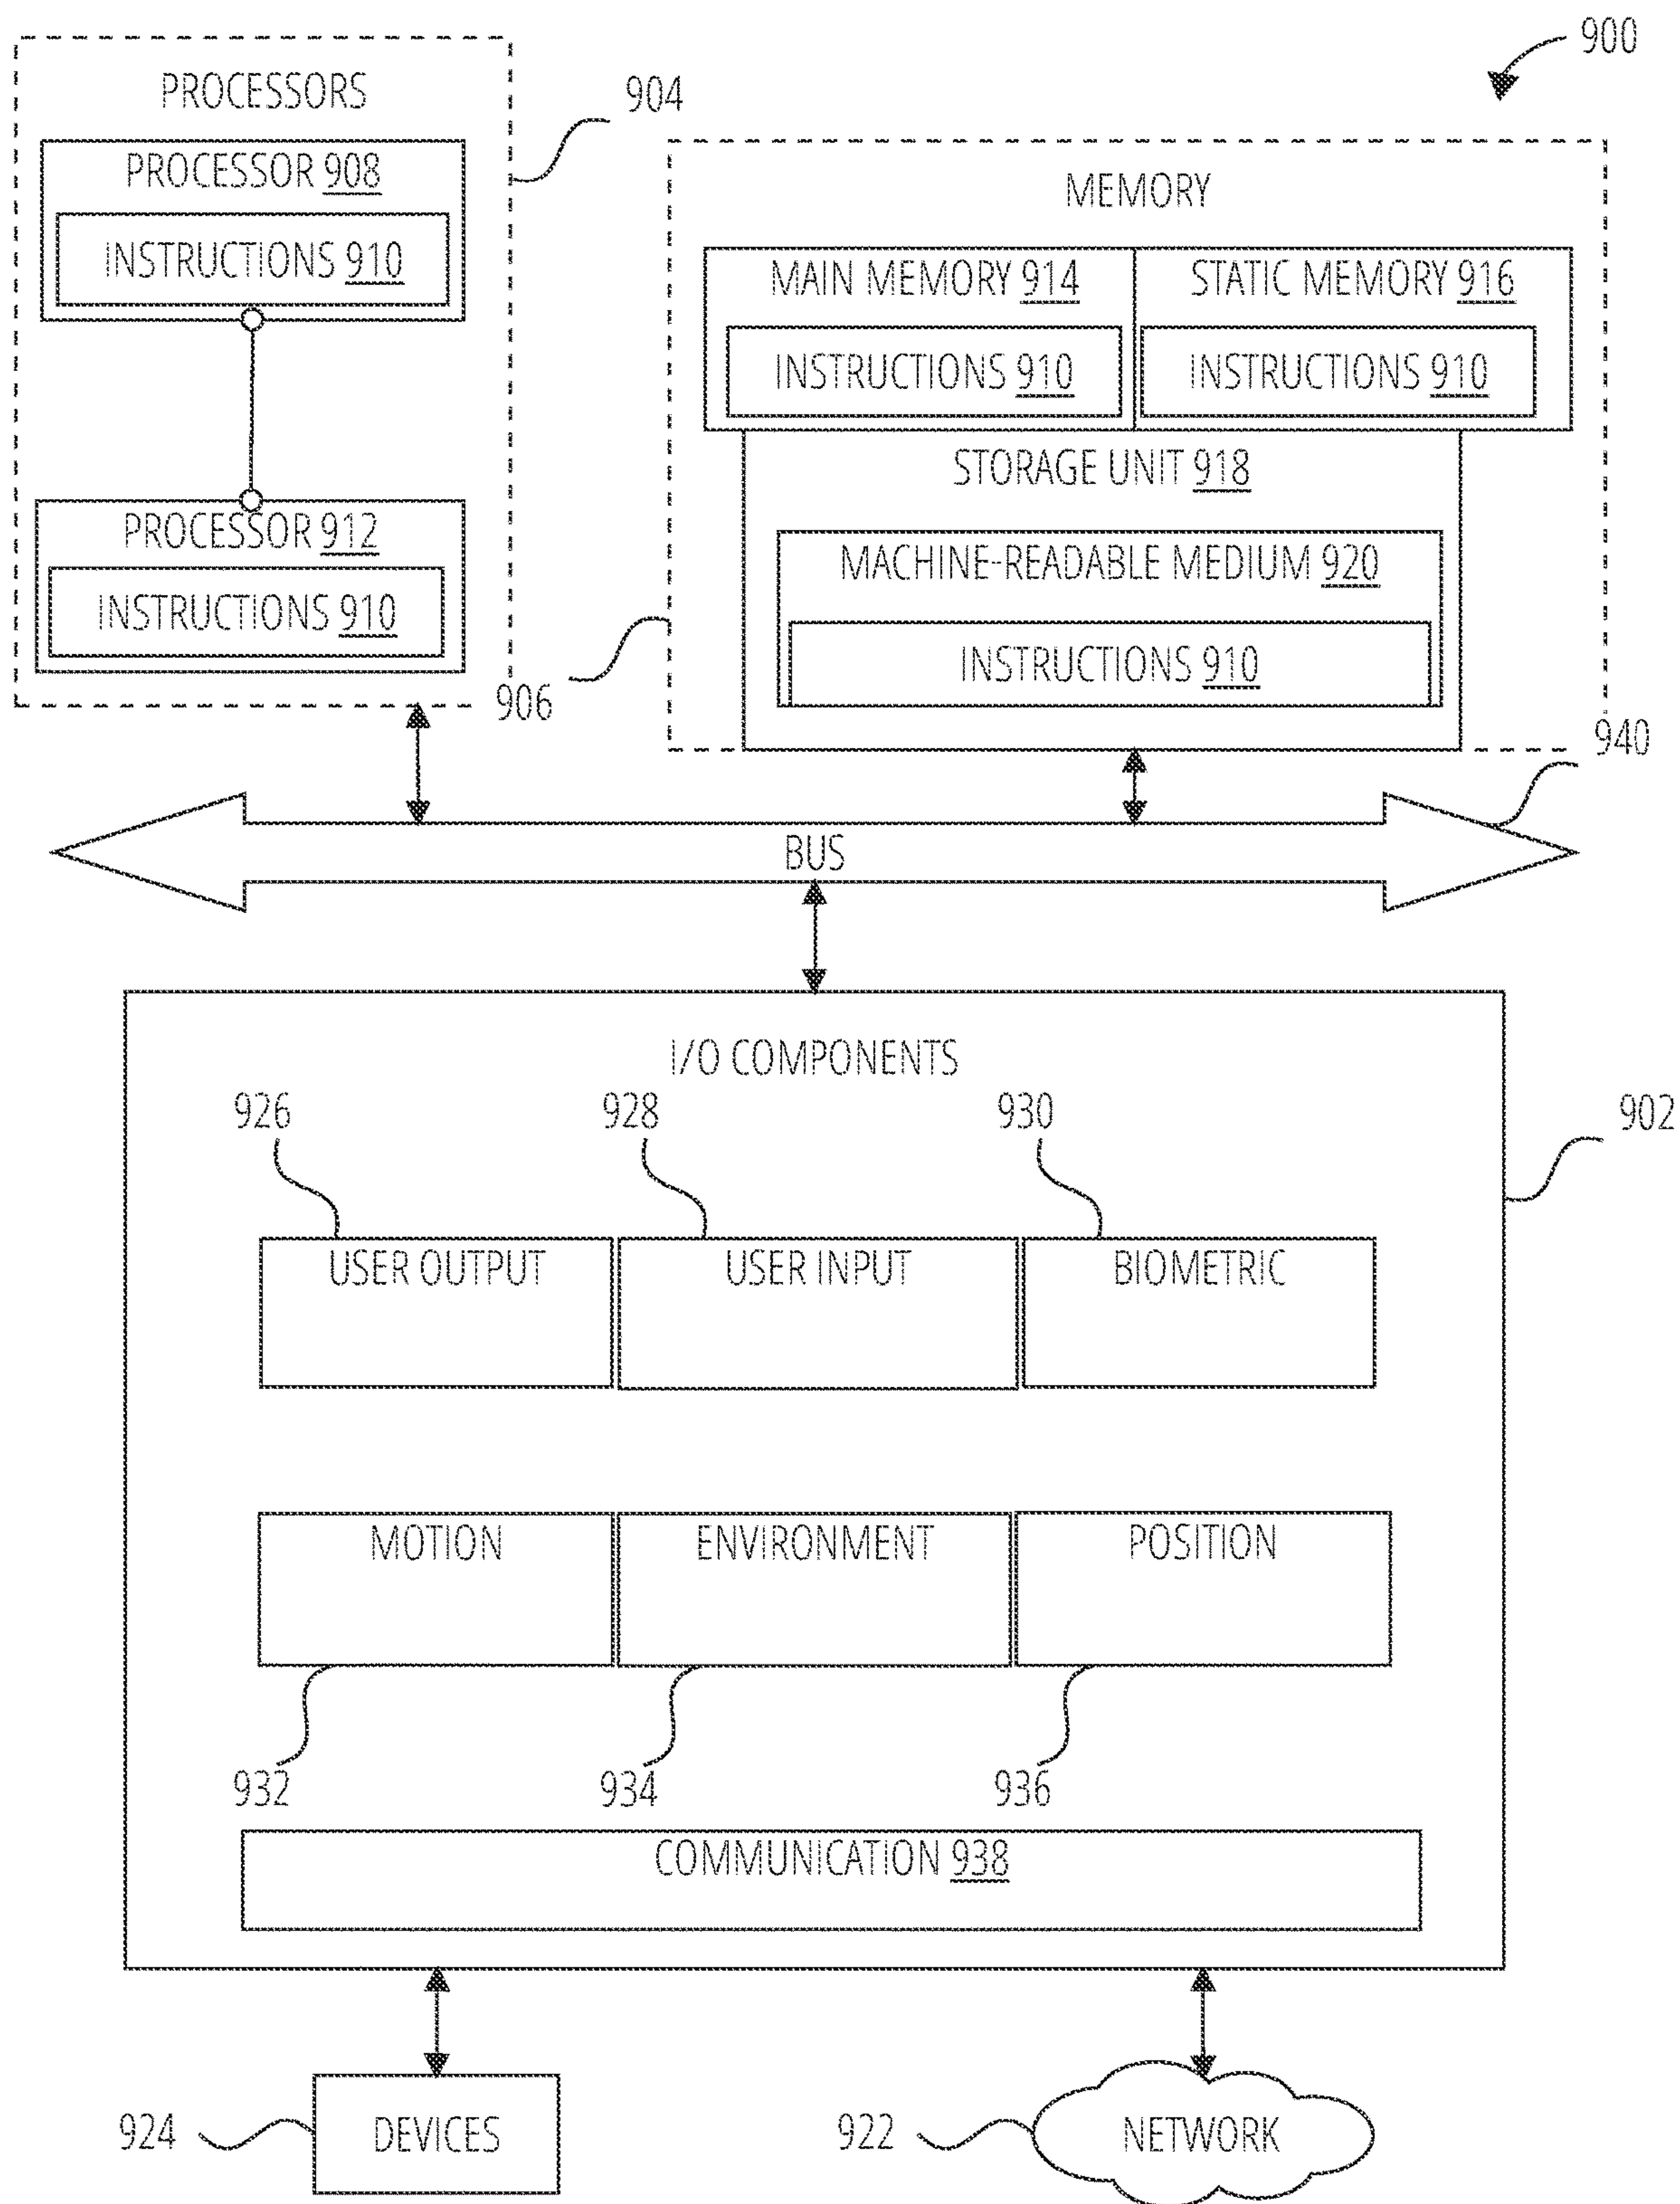 900
PROCESSORS
904
PROCESSOR 908
INSTRUCTIONS 910
PROCESSOR 912
INSTRUCTIONS 910
MEMORY
MAIN MEMORY 914
STATIC MEMORY 916
INSTRUCTIONS 910
INSTRUCTIONS 910
STORAGE UNIT 918
MACHINE-READABLE MEDIUM 920
INSTRUCTIONS 910
906
940
BUS
I/O COMPONENTS
926
928
930
902
USER OUTPUT
USER INPUT
BIOMETRIC
MOTION
ENVIRONMENT
POSITION
932
934
936
COMMUNICATION 938
924
DEVICES
922
NETWORK